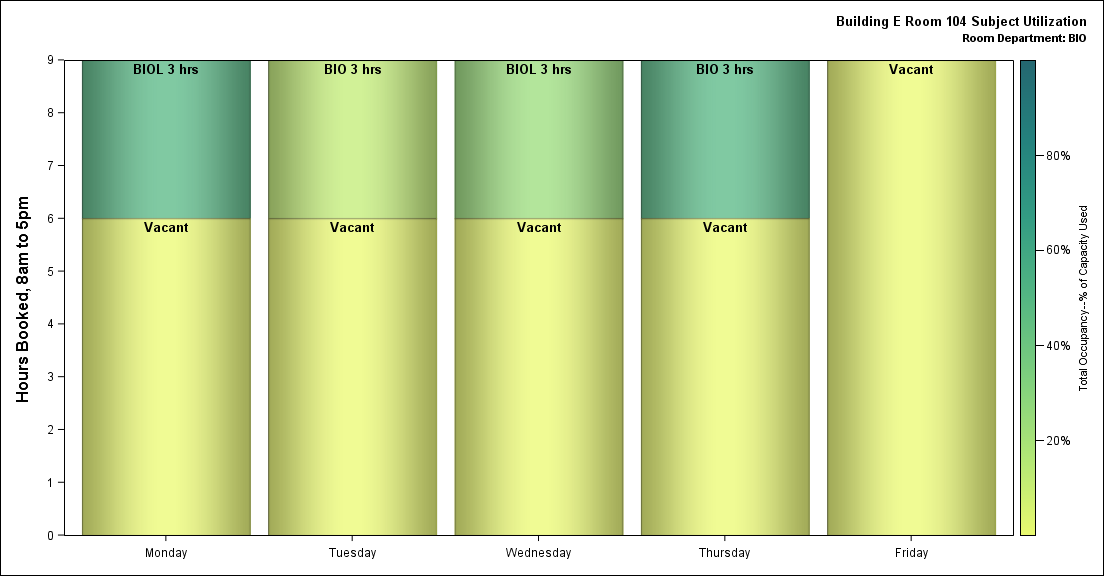 Building E Room 104 Subject Utilization
Room Department: BIO
Hours Booked, 8am to 5pm
9
8
7
6
5
4
3
2
1
0
BIOL 3 hrs
BIO 3 hrs
BIOL 3 hrs
BIO 3 hrs
Vacant
Vacant
Vacant
Vacant
Vacant
Monday
Tuesday
Wednesday
Thursday
Friday
80%
60%
40%
20%
Total Occupancy--% of Capacity Used